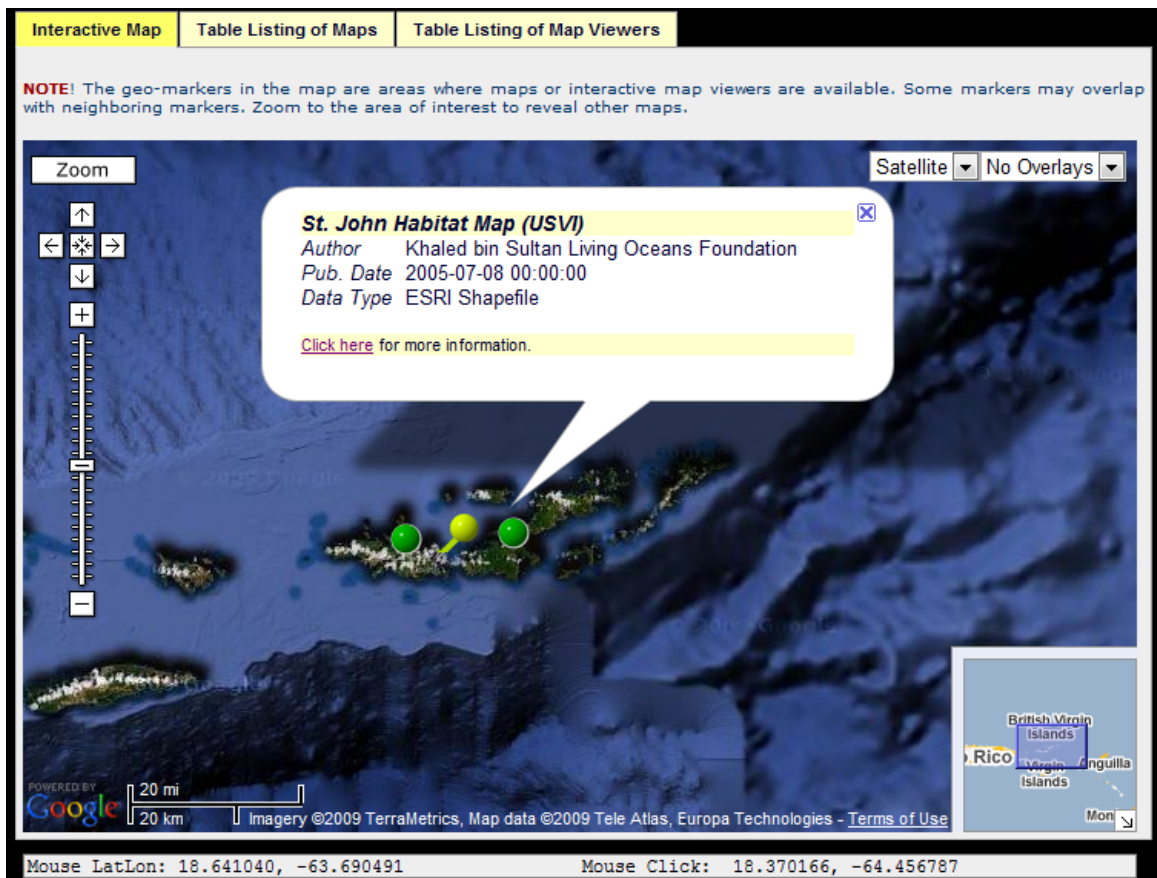 Interactive Map Table Listing of Maps Table Listing of Map Viewers
NOTE! The geo-markers in the map are areas where maps or interactive map viewers are available. Some markers may overlap
with neighboring markers. Zoom to the area of interest to reveal other maps.
Zoom
Satellite No Overlays
St. John Habitat Map (USVI)
Author Khaled bin Sultan Living Oceans Foundation
Pub. Date 2005-07-08 00:00:00
Data Type ESRI Shapefile
Click here for more information.
British Virgin
Islands
Rico
Virgin
Islands
Anguilla
Mon
POWERED BY
Google
20 mi
20 km
Imagery ©2009 TerraMetrics, Map data ©2009 Tele Atlas, Europa Technologies - Terms of Use
Mouse LatLon: 18.641040, -63.690491 Mouse Click: 18.370166, -64.456787